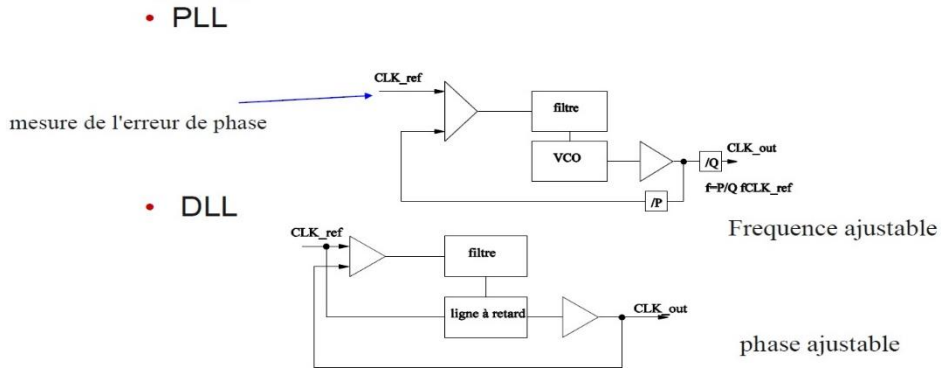 • PLL
CLK_ref
mesure de l'erreur de phase
filtre
VCO
CLK_out
/Q
f=P/Q fCLK_ref
/P
Frequence ajustable
• DLL
CLK_ref
filtre
ligne à retard
CLK_out
phase ajustable